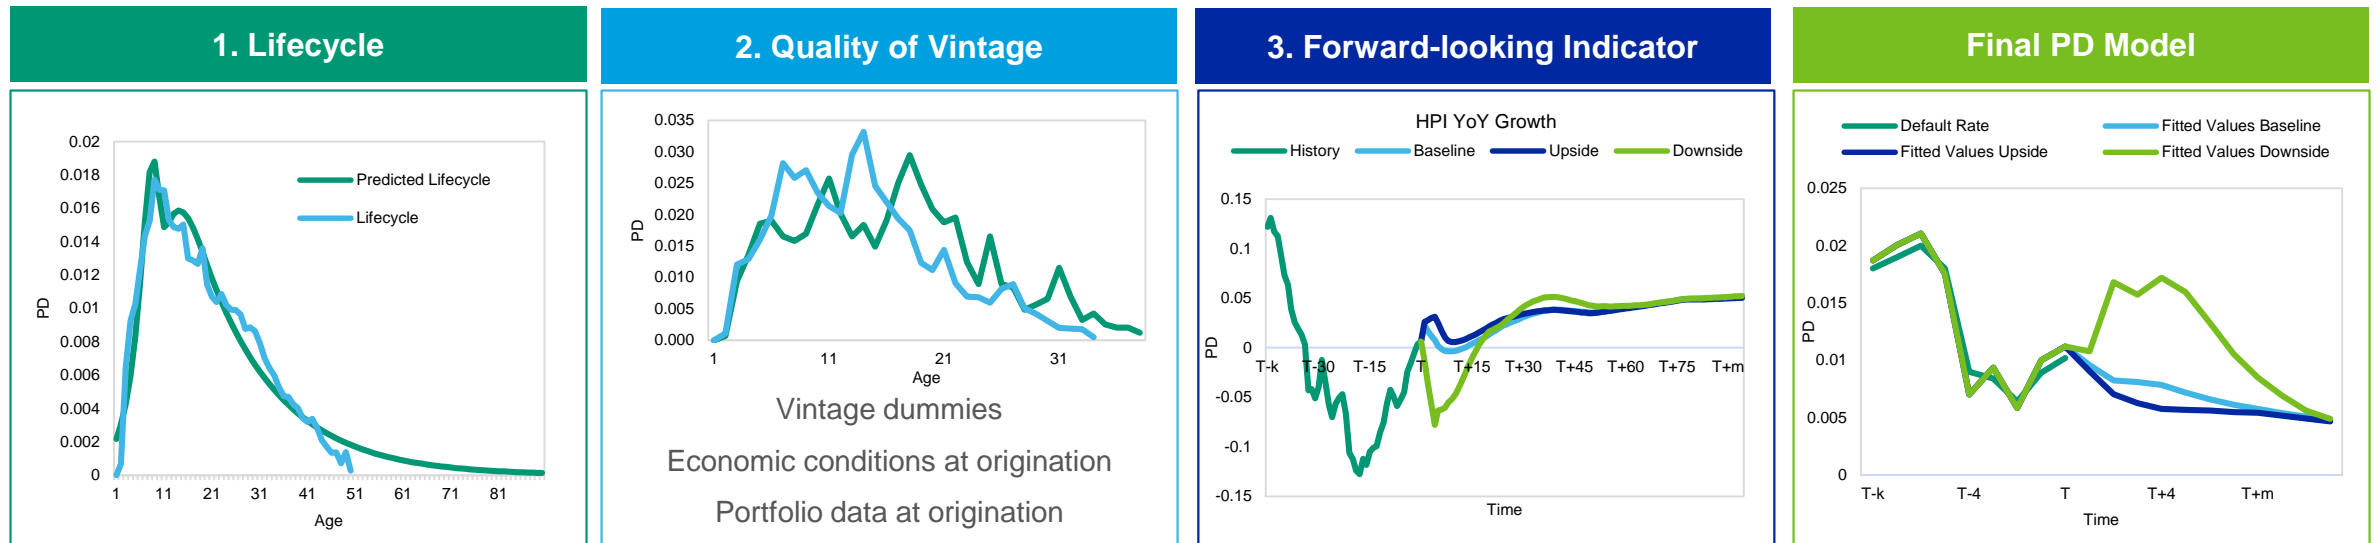 1. Lifecycle
0.02
0.018
0.016
0.014
0.012
0.01
0.008
0.006
0.004
0.002
0
PD
Predicted Lifecycle
Lifecycle
1 11 21 31 41 51 61 71 81
Age
2. Quality of Vintage
0.035
0.030
0.025
0.020
0.015
0.010
0.005
0.000
PD
1 11 21 31
Age
Vintage dummies
Economic conditions at origination
Portfolio data at origination
3. Forward-looking Indicator
HPI YoY Growth
History Baseline Upside Downside
0.15
0.1
0.05
0
-0.05
-0.1
-0.15
PD
T-k T-30 T-15 T T+15 T+30 T+45 T+60 T+75 T+m
Time
Final PD Model
Default Rate Fitted Values Baseline
Fitted Values Upside Fitted Values Downside
0.025
0.02
0.015
0.01
0.005
0
PD
T-k T-4 T T+4 T+m
Time